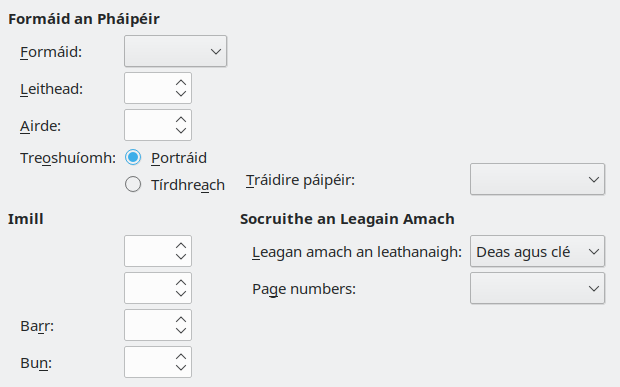 Formáid an Pháipéir
Formáid:
Leithead:
Airde:
Treoshuíomh: Portráid
Tírdhreach
Tráidire páipéir:
Imill
Socruithe an Leagain Amach
Leagan amach an leathanaigh: Deas agus clé
Page numbers:
Barr:
Bun: